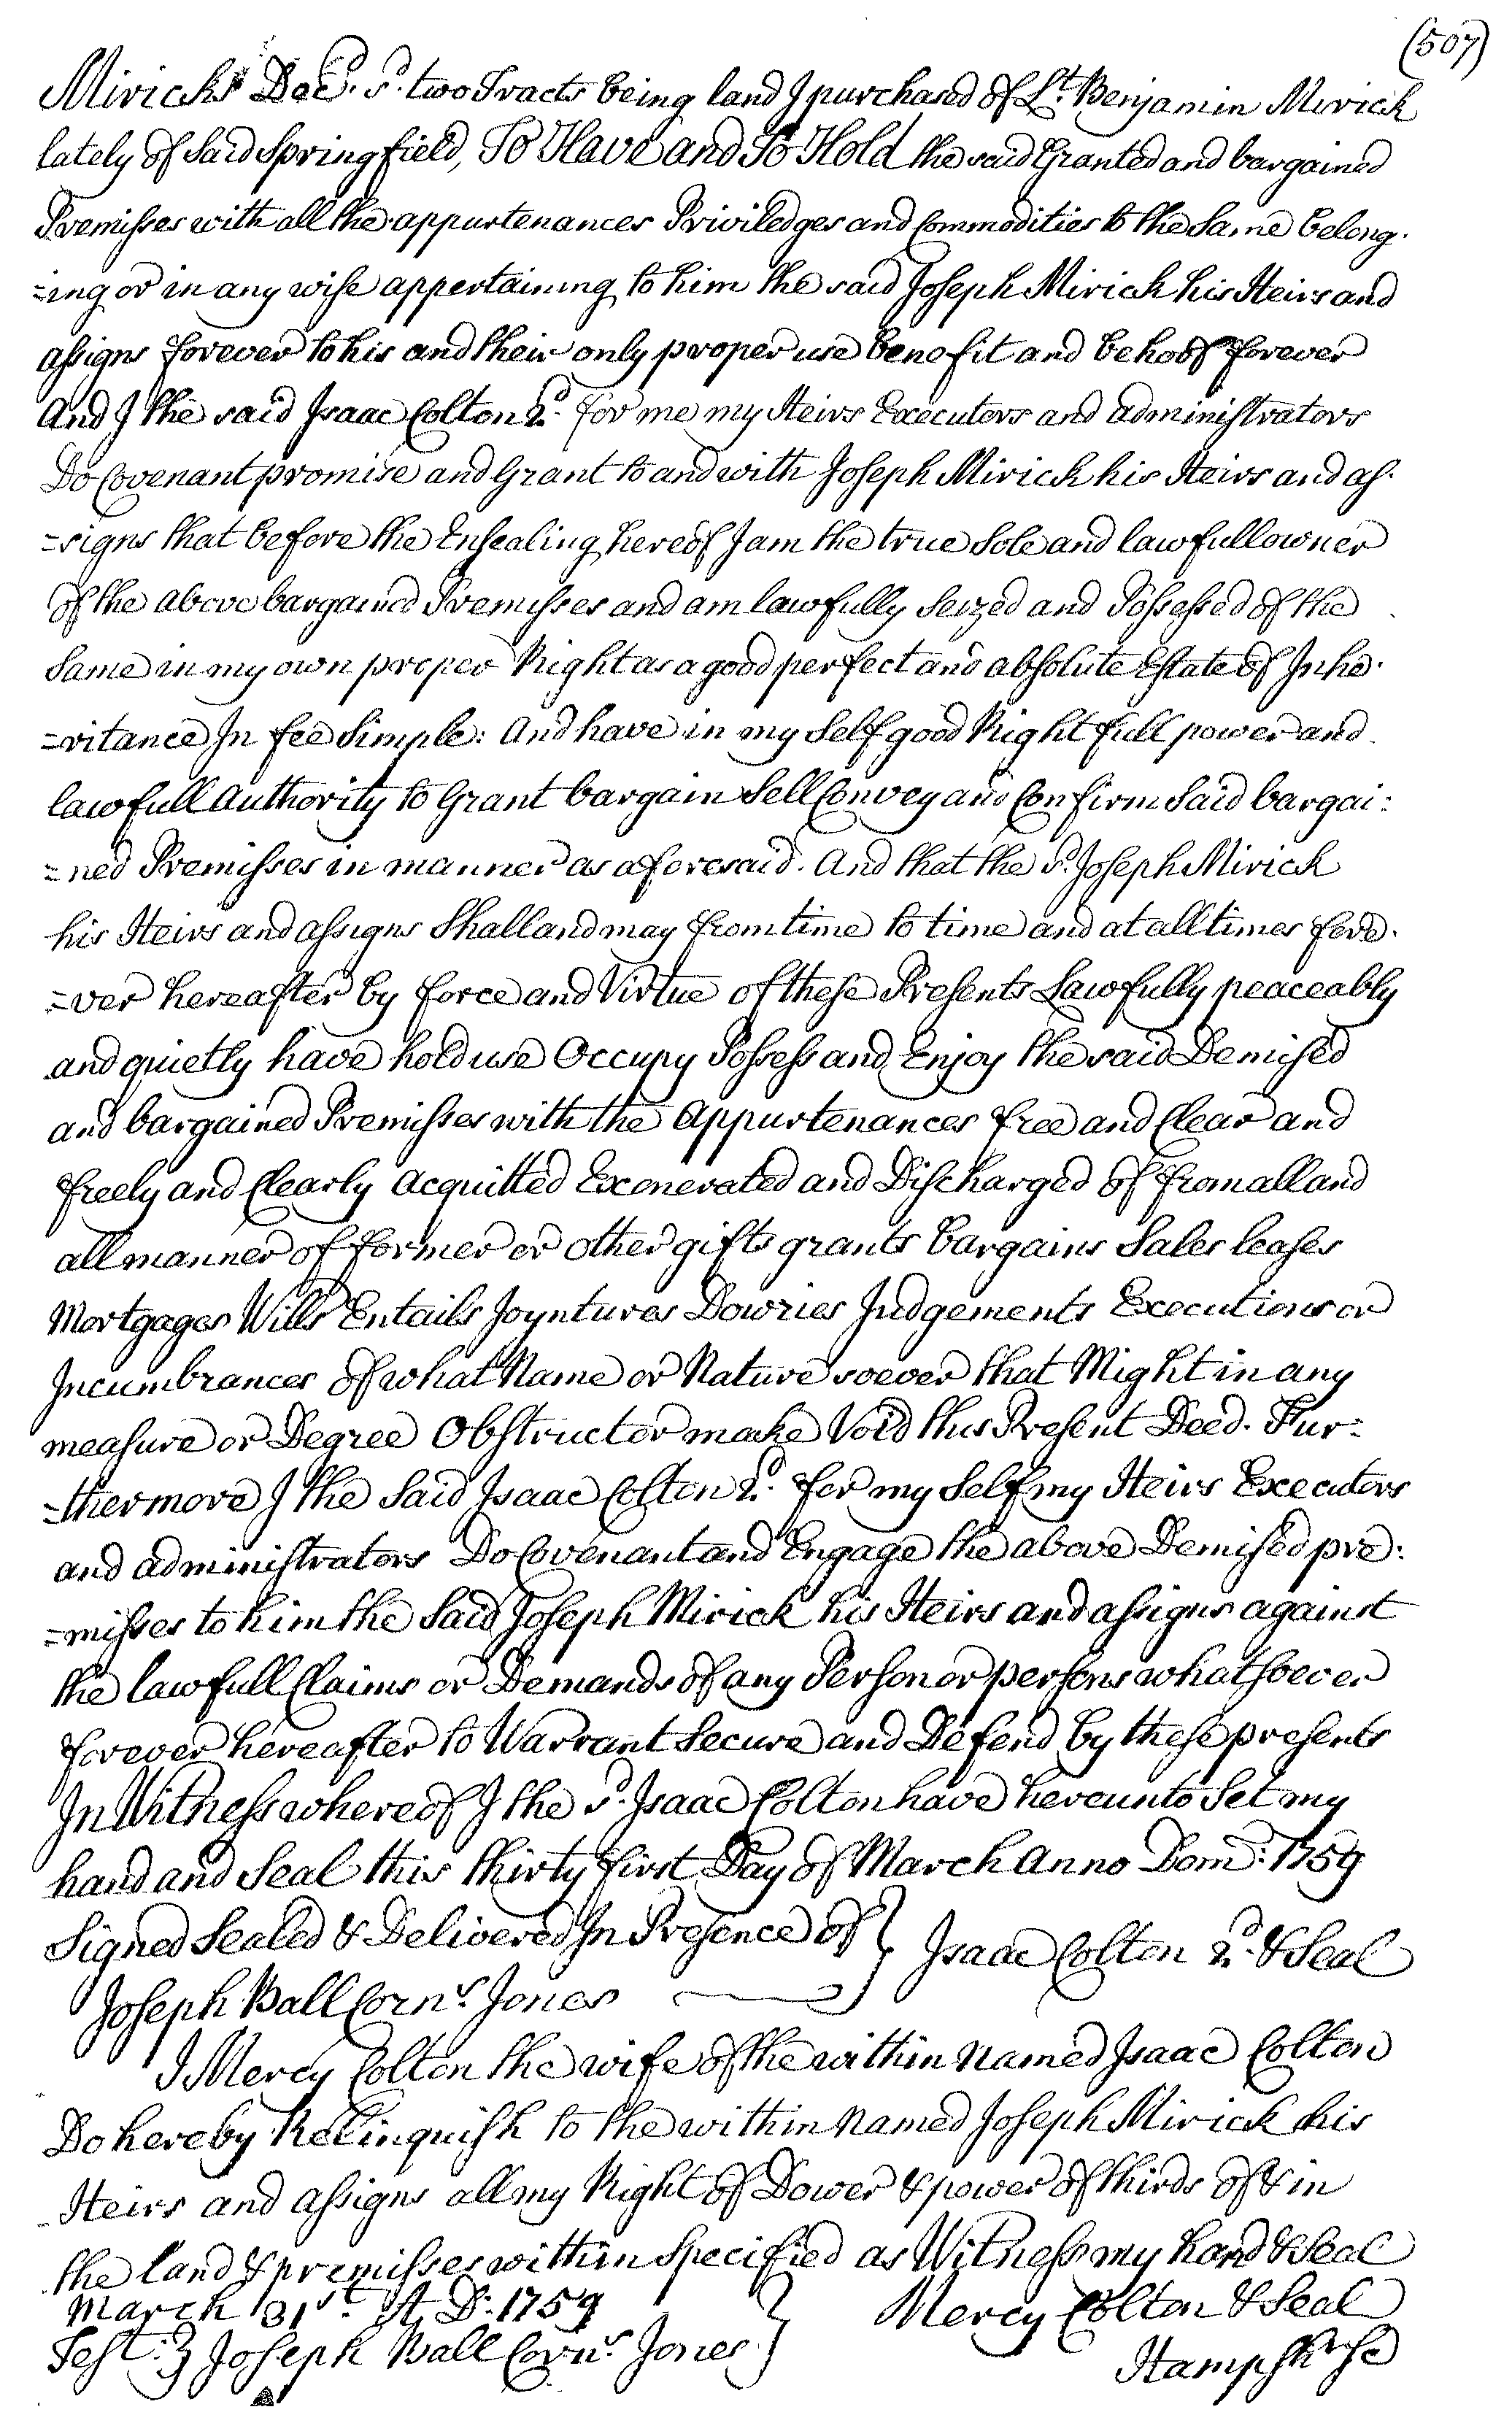 (507)
Miricks Decd. sd. two Tracts being land I purchased of Lt. Benjamin Mirick
lately of Said Springfield, To Have and To Hold the said Granted and bargained
Premisses with all the appurtenances Priviledges and Commodities to the Same belong-
=ing or in any wise appertaining to him the said Joseph Mirick his Heirs and
assigns forever to his and their only proper use benefit and behoof forever
And I the said Isaac Colton 2d. for me my Heirs Executors and administrators
Do Covenant promise and Grant to and with Joseph Mirick his Heirs and as-
=signs that before the Ensealing hereof I am the true Sole and lawfull owner
of the above bargained Premisses and am lawfully Seized and Possessed of the
Same in my own proper Right as a good perfect and absolute Estate of Inhe-
=ritance In fee Simple: And have in my Self good Right full power and
lawfull Authority to Grant bargain Sell Convey and Confirm Said bargai:
=ned Premisses in manner as aforesaid. And that the sd. Joseph Mirick
his Heirs and assigns Shall and may from time to time and at all times fore-
=ver hereafter by force and Virtue of these Presents Lawfully peaceably
and quietly have hold use Occupy Possess and Enjoy the said Demised
and bargained Premisses with the Appurtenances free and Clear and
freely and Clearly Acquitted Exonerated and Discharged of from all and
all manner of former or other gifts grants bargains Sales leases
Mortgages Wills Entails Joyntures Dowries Judgements Executions or
Incumbrances of what Name or Nature soever that Might in any
measure or Degree Obstruct or make Void this Present Deed. Fur=
=thermore I the Said Isaac Colton 2d. for my Self my Heirs Executors
and administrators Do Covenant and Engage the above Demised pre:
=misses to him the Said Joseph Mirick his Heirs and assigns against
the lawfull Claims or Demands of any Person or persons whatsoever
forever hereafter to Warrant Secure and Defend by these presents
In Witness whereof I the sd. Isaac Colton have hereunto Set my
hand and Seal this thirty first Day of March Anno Dom: 1759
Signed Sealed & Delivered In Presence of } Isaac Colton 2d. & Seal
Joseph Ball Corns. Jones
I Mercy Colton the wife of the within named Isaac Colton
Do hereby Relinquish to the within named Joseph Mirick his
Heirs and assigns all my Right of Dower & power of thirds of & in
the land & premisses within Specified as Witness my hand & Seal
March 31st. A. D: 1759 } Mercy Colton & Seal
Test: } Joseph Ball Corns. Jones
Hampshire